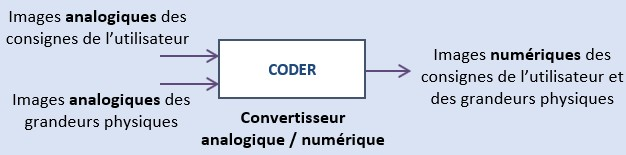 Images analogiques des
consignes de l’utilisateur
Images analogiques des
grandeurs physiques
CODER
Convertisseur
analogique / numérique
Images numériques des
consignes de l’utilisateur et
des grandeurs physiques